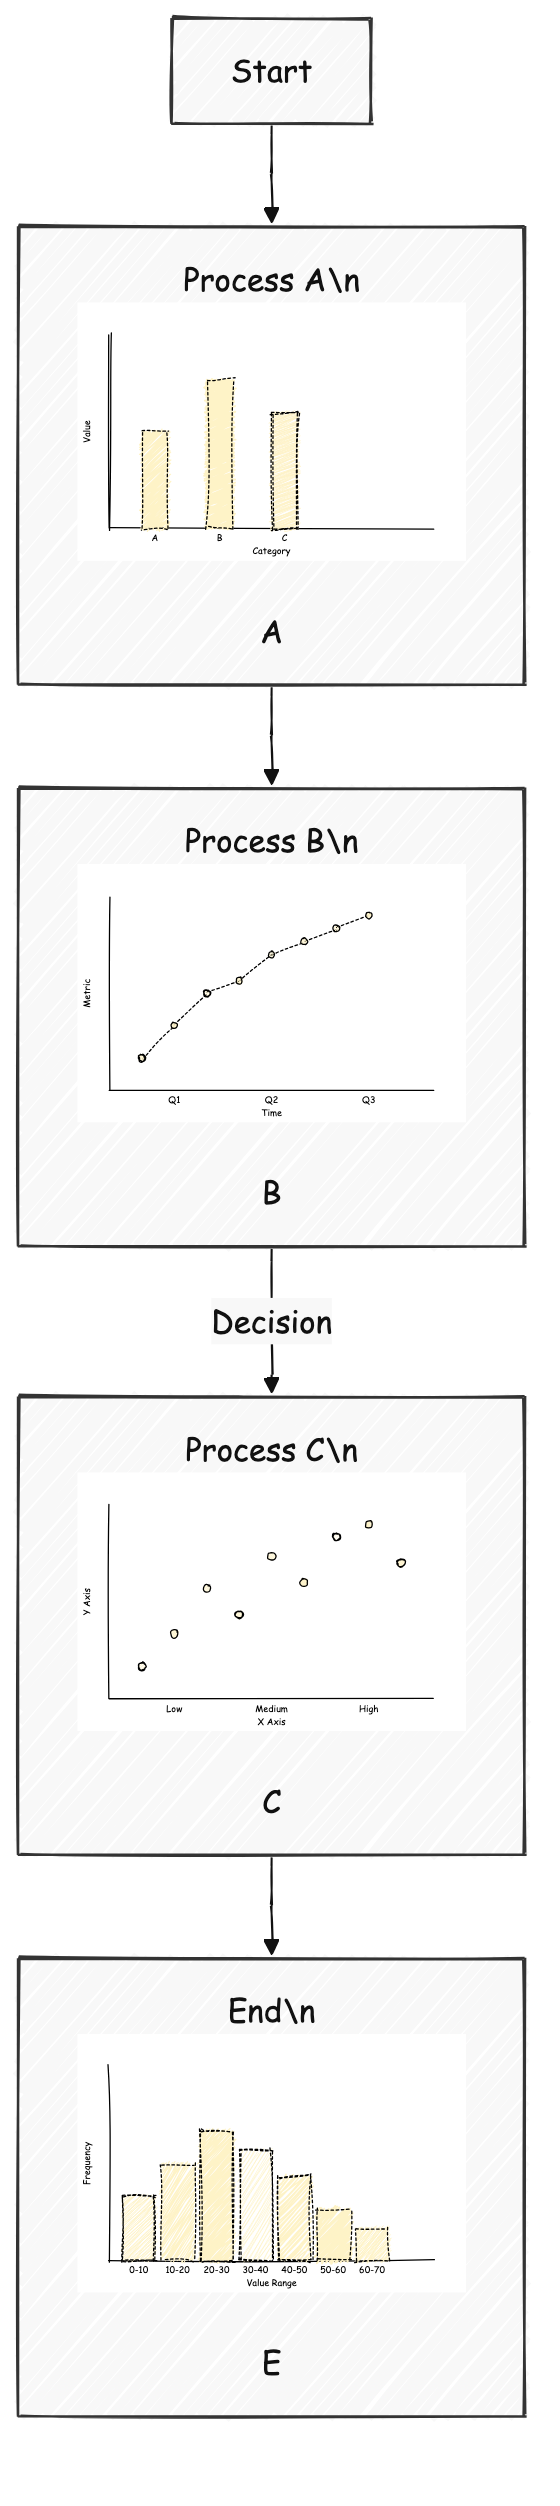 Start
Process A\n
Value
A B C
Category
A
Process B\n
Metric
Q1 Q2 Q3
Time
B
Decision
Process C\n
Y Axis
Low Medium High
X Axis
C
End\n
Frequency
0-10 10-20 20-30 30-40 40-50 50-60 60-70
Value Range
E